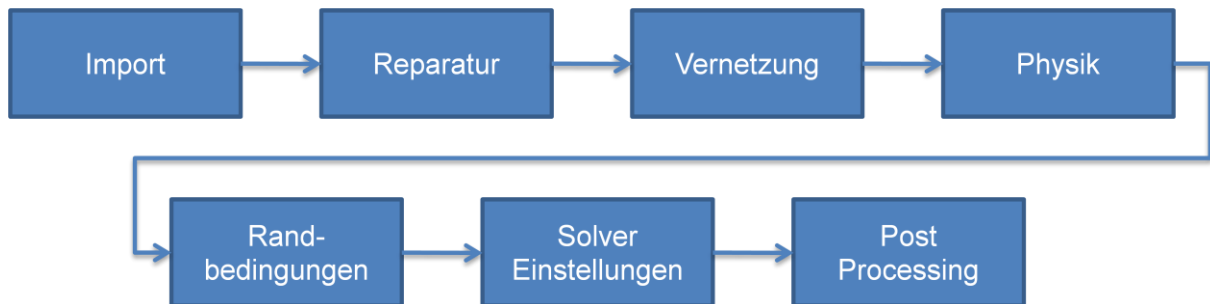 Import
Reparatur
Vernetzung
Physik
Rand-
bedingungen
Solver
Einstellungen
Post
Processing